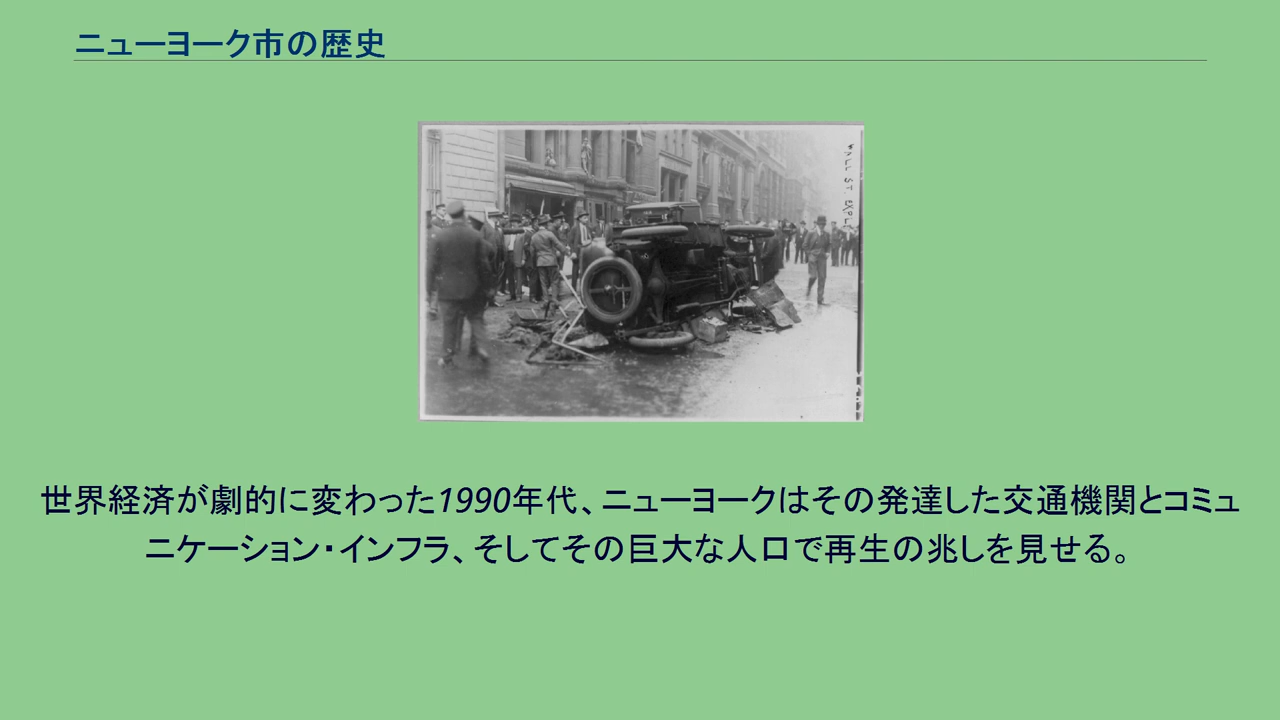 ニューヨーク市の歴史
WALL ST EXPL
世界経済が劇的に変わった1990年代、ニューヨークはその発達した交通機関とコミュ
ニケーション・インフラ、そしてその巨大な人口で再生の兆しを見せる。